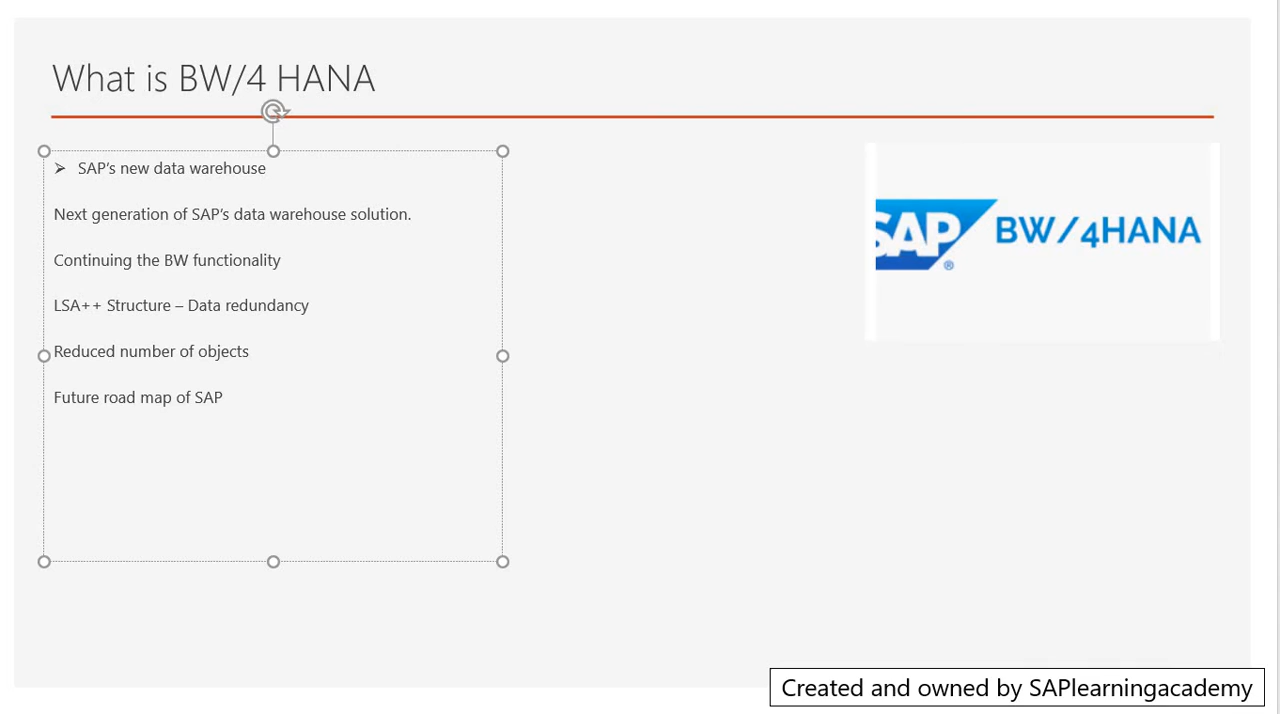 What is BW/4 HANA
➢ SAP's new data warehouse
Next generation of SAP's data warehouse solution.
Continuing the BW functionality
LSA++ Structure – Data redundancy
Reduced number of objects
Future road map of SAP
SAP® BW/4HANA
Created and owned by SAPlearningacademy